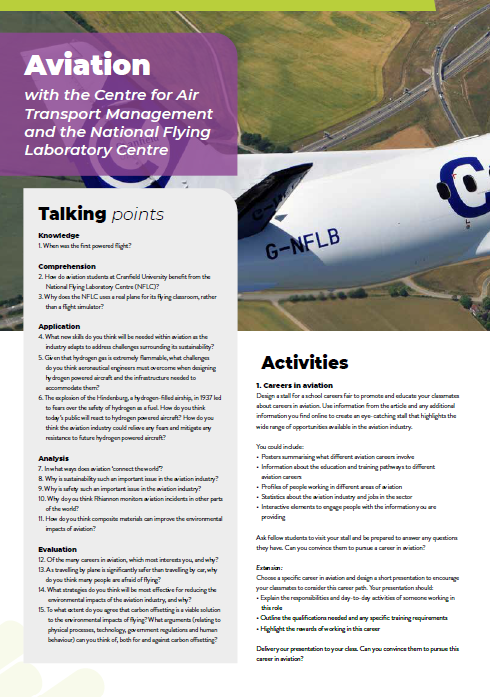 Aviation
with the Centre for Air
Transport Management
and the National Flying
Laboratory Centre
G-NFLB
Talking points
Knowledge
1. When was the first powered flight?
Comprehension
2. How do aviation students at Cranfield University benefit from the
National Flying Laboratory Centre (NFLC)?
3. Why does the NFLC use a real plane for its flying classroom, rather
than a flight simulator?
Application
4. What new skills do you think will be needed within aviation as the
industry adapts to address challenges surrounding its sustainability?
5. Given that hydrogen gas is extremely flammable, what challenges
do you think aeronautical engineers must overcome when designing
hydrogen powered aircraft and the infrastructure needed to
accommodate them?
6. The explosion of the Hindenburg, a hydrogen-filled airship, in 1937 led
to fears over the safety of hydrogen as a fuel. How do you think
today's public will react to hydrogen powered aircraft? How do you
think the aviation industry could relieve any fears and mitigate any
resistance to future hydrogen powered aircraft?
Analysis
7. In what ways does aviation 'connect the world'?
8. Why is sustainability such an important issue in the aviation industry?
9. Why is safety such an important issue in the aviation industry?
10. Why do you think Rhiannon monitors aviation incidents in other parts
of the world?
11. How do you think composite materials can improve the environmental
impacts of aviation?
Evaluation
12. Of the many careers in aviation, which most interests you, and why?
13. As travelling by plane is significantly safer than travelling by car, why
do you think many people are afraid of flying?
14. What strategies do you think will be most effective for reducing the
environmental impacts of the aviation industry, and why?
15. To what extent do you agree that carbon offsetting is a viable solution
to the environmental impacts of flying? What arguments (relating to
physical processes, technology, government regulations and human
behaviour) can you think of, both for and against carbon offsetting?
Activities
1. Careers in aviation
Design a stall for a school careers fair to promote and educate your classmates
about careers in aviation. Use information from the article and any additional
information you find online to create an eye-catching stall that highlights the
wide range of opportunities available in the aviation industry.
You could include:
• Posters summarising what different aviation careers involve
• Information about the education and training pathways to different
aviation careers
• Profiles of people working in different areas of aviation
• Statistics about the aviation industry and jobs in the sector
• Interactive elements to engage people with the information you are
providing
Ask fellow students to visit your stall and be prepared to answer any questions
they have. Can you convince them to pursue a career in aviation?
Extension:
Choose a specific career in aviation and design a short presentation to encourage
your classmates to consider this career path. Your presentation should:
• Explain the responsibilities and day-to-day activities of someone working in
this role
• Outline the qualifications needed and any specific training requirements
• Highlight the rewards of working in this career
Deliver your presentation to your class. Can you convince them to pursue this
career in aviation?